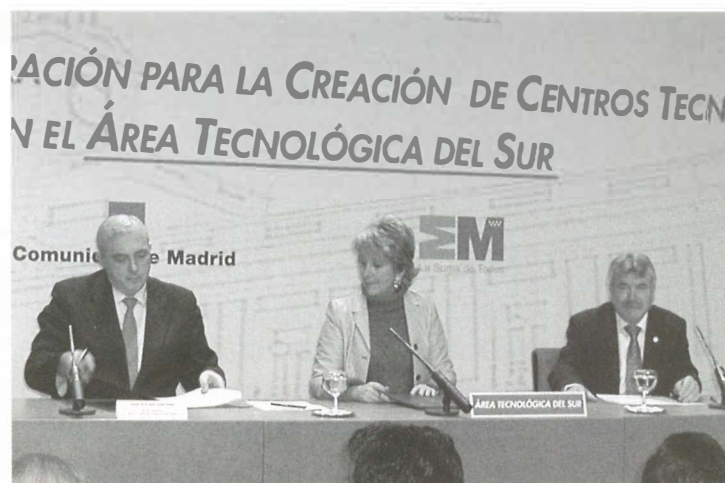 RACIÓN PARA LA CREACIÓN DE CENTROS TECN
N EL ÁREA TECNOLÓGICA DEL SUR
Comunid e Madrid
EM
La Suma de Todos
ÁREA TECNOLÓGICA DEL SUR